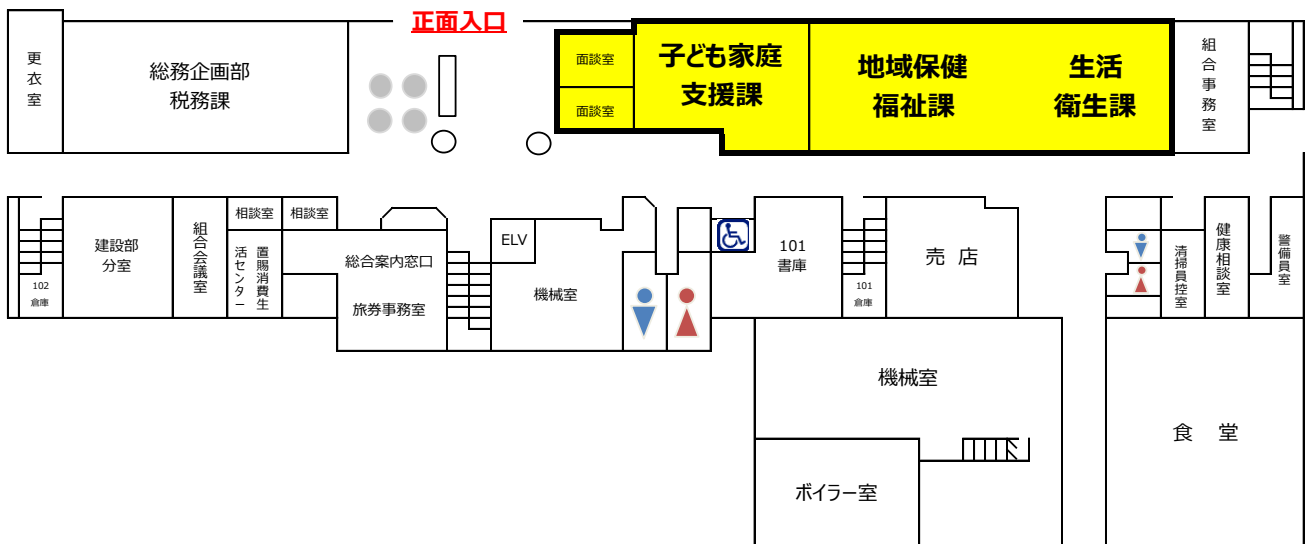 正面入口
更衣室
総務企画部
税務課
面談室
面談室
子ども家庭
支援課
地域保健
福祉課
生活
衛生課
組合事務室
102
倉庫
建設部
分室
組合会議室
相談室
相談室
置賜消費生
活センター
総合案内窓口
旅券事務室
ELV
機械室
101
書庫
101
倉庫
売 店
清掃員控室
健康相談室
警備員室
機械室
ボイラー室
食 堂